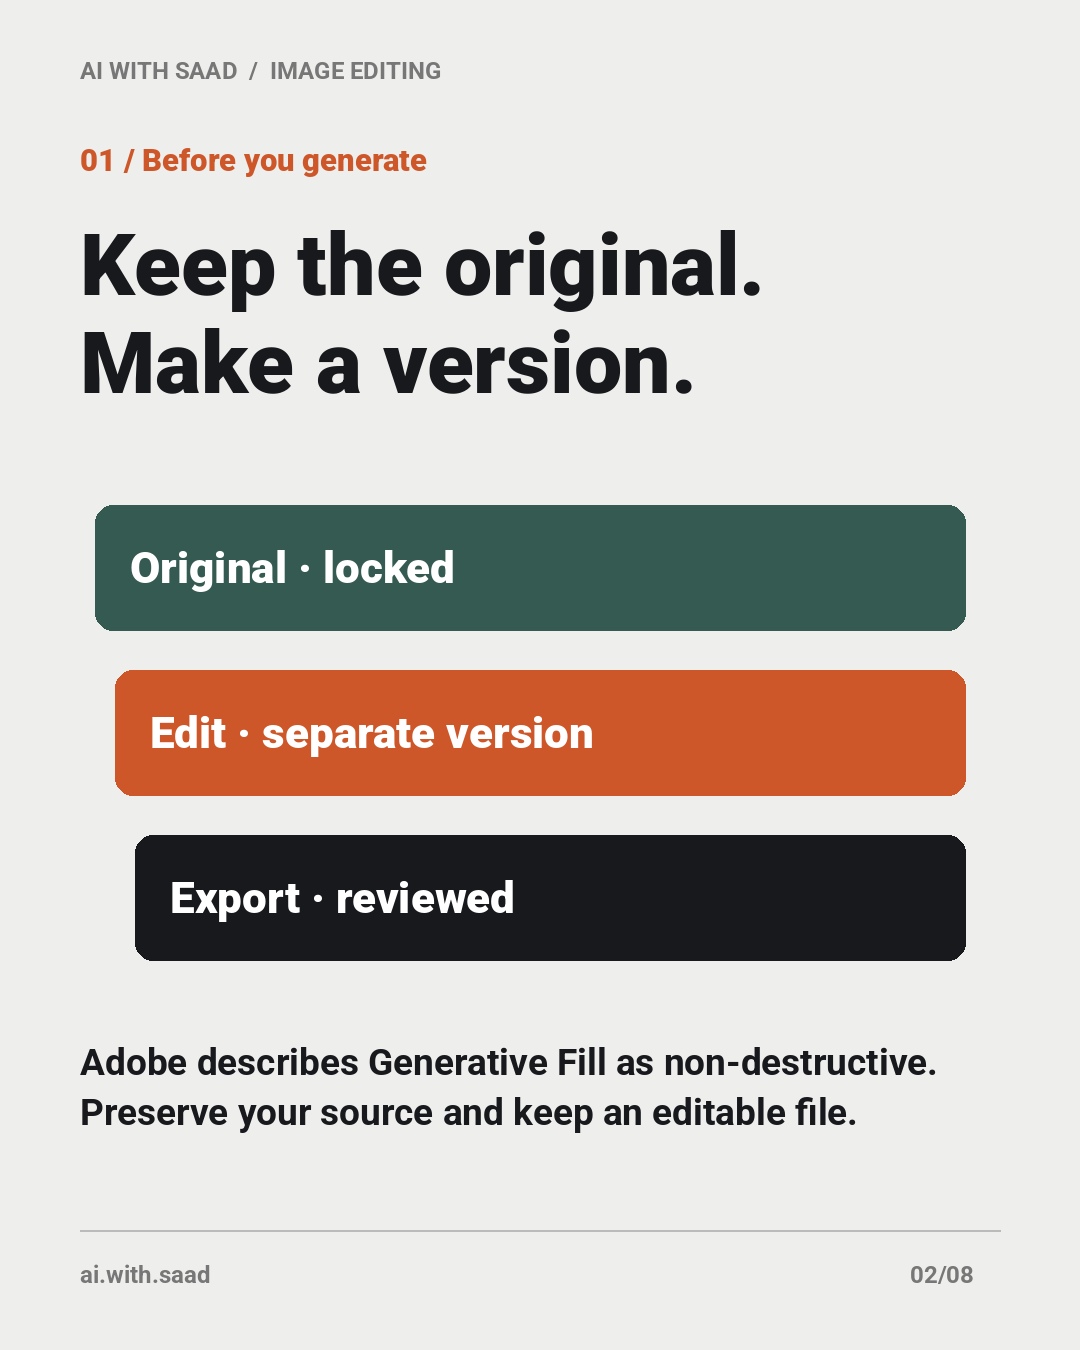 AI WITH SAAD / IMAGE EDITING
01 / Before you generate
Keep the original.
Make a version.
Original · locked
Edit · separate version
Export · reviewed
Adobe describes Generative Fill as non-destructive.
Preserve your source and keep an editable file.
ai.with.saad
02/08